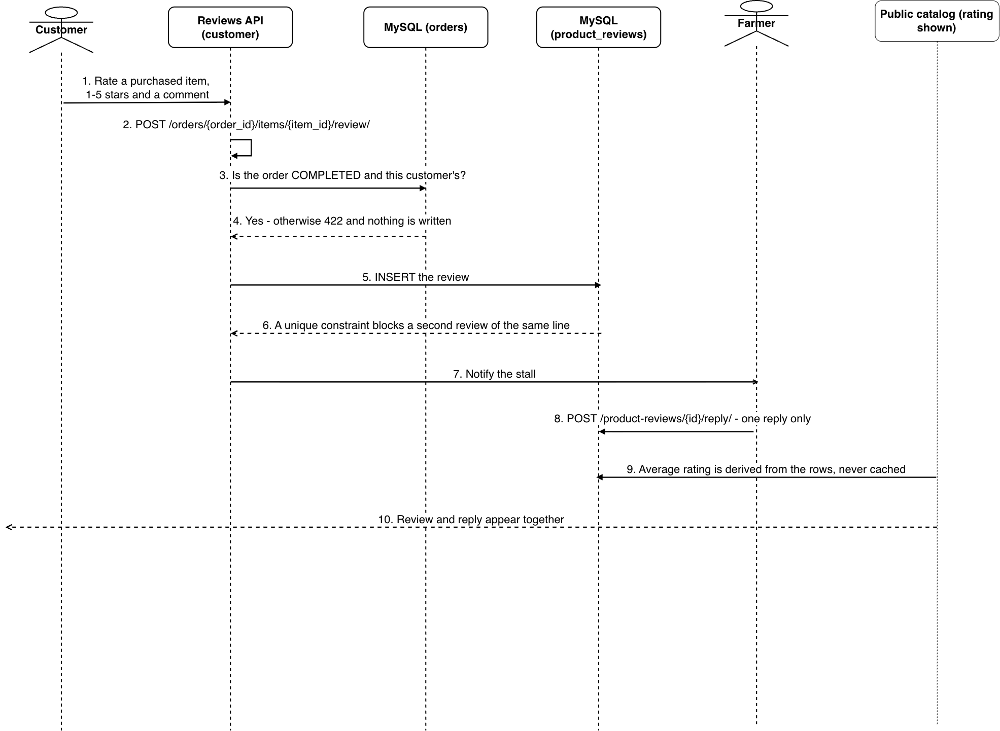 Customer
Reviews API
(customer)
MySQL (orders)
MySQL
(product_reviews)
Farmer
Public catalog (rating
shown)
1. Rate a purchased item,
1-5 stars and a comment
2. POST /orders/{order_id}/items/{item_id}/review/
3. Is the order COMPLETED and this customer's?
4. Yes - otherwise 422 and nothing is written
5. INSERT the review
6. A unique constraint blocks a second review of the same line
7. Notify the stall
8. POST /product-reviews/{id}/reply/ - one reply only
9. Average rating is derived from the rows, never cached
10. Review and reply appear together